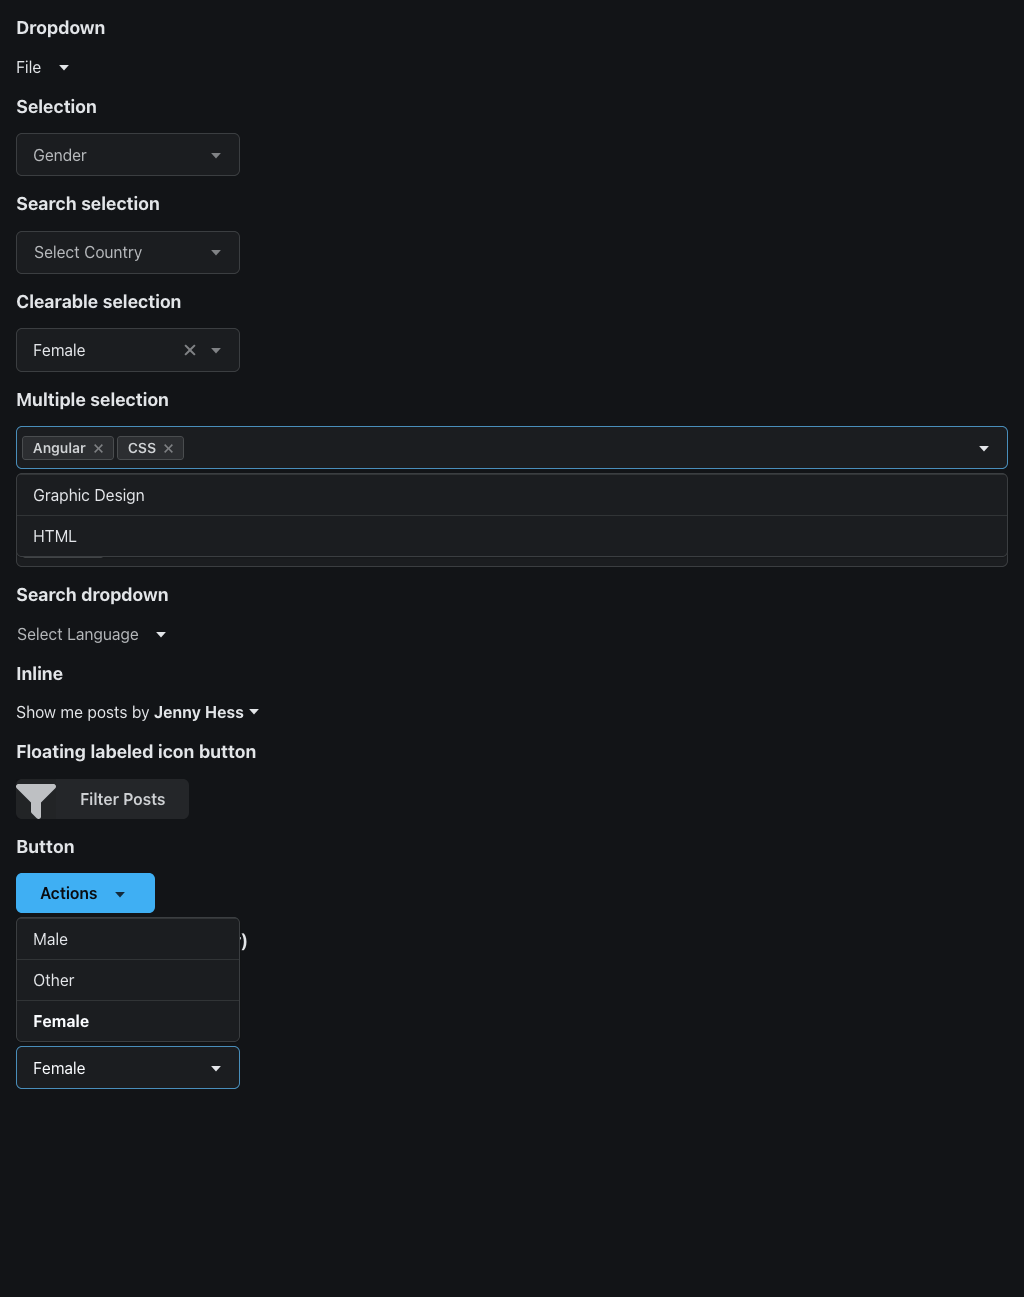 Dropdown
File
Selection
Gender
Search selection
Select Country
Clearable selection
Female
Multiple selection
Angular CSS
Graphic Design
HTML
Search dropdown
Select Language
Inline
Show me posts by Jenny Hess
Floating labeled icon button
Filter Posts
Button
Actions
)
Male
Other
Female
Female